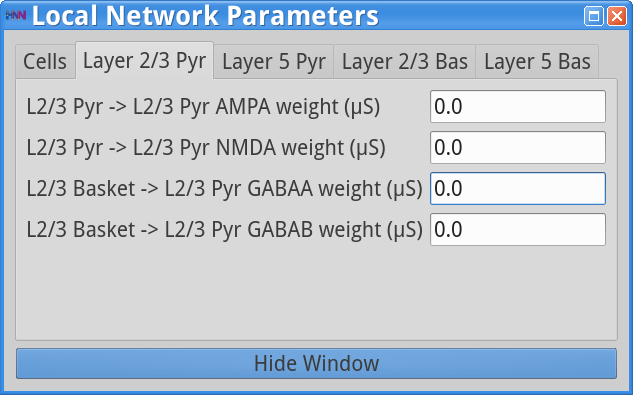 HNN Local Network Parameters
Cells Layer 2/3 Pyr Layer 5 Pyr Layer 2/3 Bas Layer 5 Bas
L2/3 Pyr -> L2/3 Pyr AMPA weight (µS) 0.0
L2/3 Pyr -> L2/3 Pyr NMDA weight (µS) 0.0
L2/3 Basket -> L2/3 Pyr GABAA weight (µS) 0.0
L2/3 Basket -> L2/3 Pyr GABAB weight (µS) 0.0
Hide Window